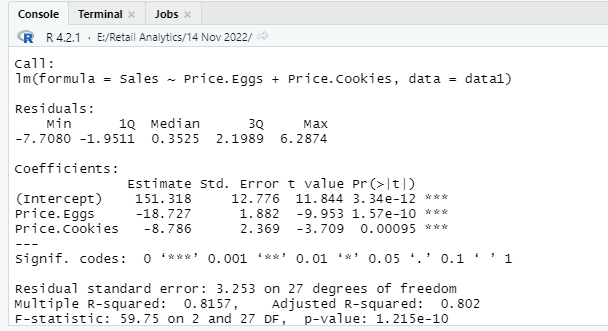 Console Terminal × Jobs ×
R 4.2.1 · E:/Retail Analytics/14 Nov 2022/
Call:
lm(formula = Sales ~ Price.Eggs + Price.Cookies, data = data1)
Residuals:
    Min      1Q  Median      3Q     Max
-7.7080 -1.9511  0.3525  2.1989  6.2874
Coefficients:
              Estimate Std. Error t value Pr(>|t|)
(Intercept)    151.318     12.776  11.844 3.34e-12 ***
Price.Eggs     -18.727      1.882  -9.953 1.57e-10 ***
Price.Cookies   -8.786      2.369  -3.709  0.00095 ***
---
Signif. codes:  0 ‘***’ 0.001 ‘**’ 0.01 ‘*’ 0.05 ‘.’ 0.1 ‘ ’ 1
Residual standard error: 3.253 on 27 degrees of freedom
Multiple R-squared:  0.8157,    Adjusted R-squared:  0.802
F-statistic: 59.75 on 2 and 27 DF,  p-value: 1.215e-10